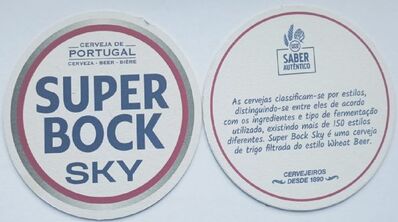 CERVEJA DE
PORTUGAL
CERVEZA - BEER - BIÈRE
SUPER
BOCK
SKY
SABER
AUTÊNTICO
As cervejas classificam-se por estilos,
distinguindo-se entre eles de acordo
com os ingredientes e tipo de fermentação
utilizado, existindo mais de 150 estilos
diferentes. Super Bock Sky é uma cerveja
de trigo filtrada do estilo Wheat Beer.
CERVEJEIROS
DESDE 1890